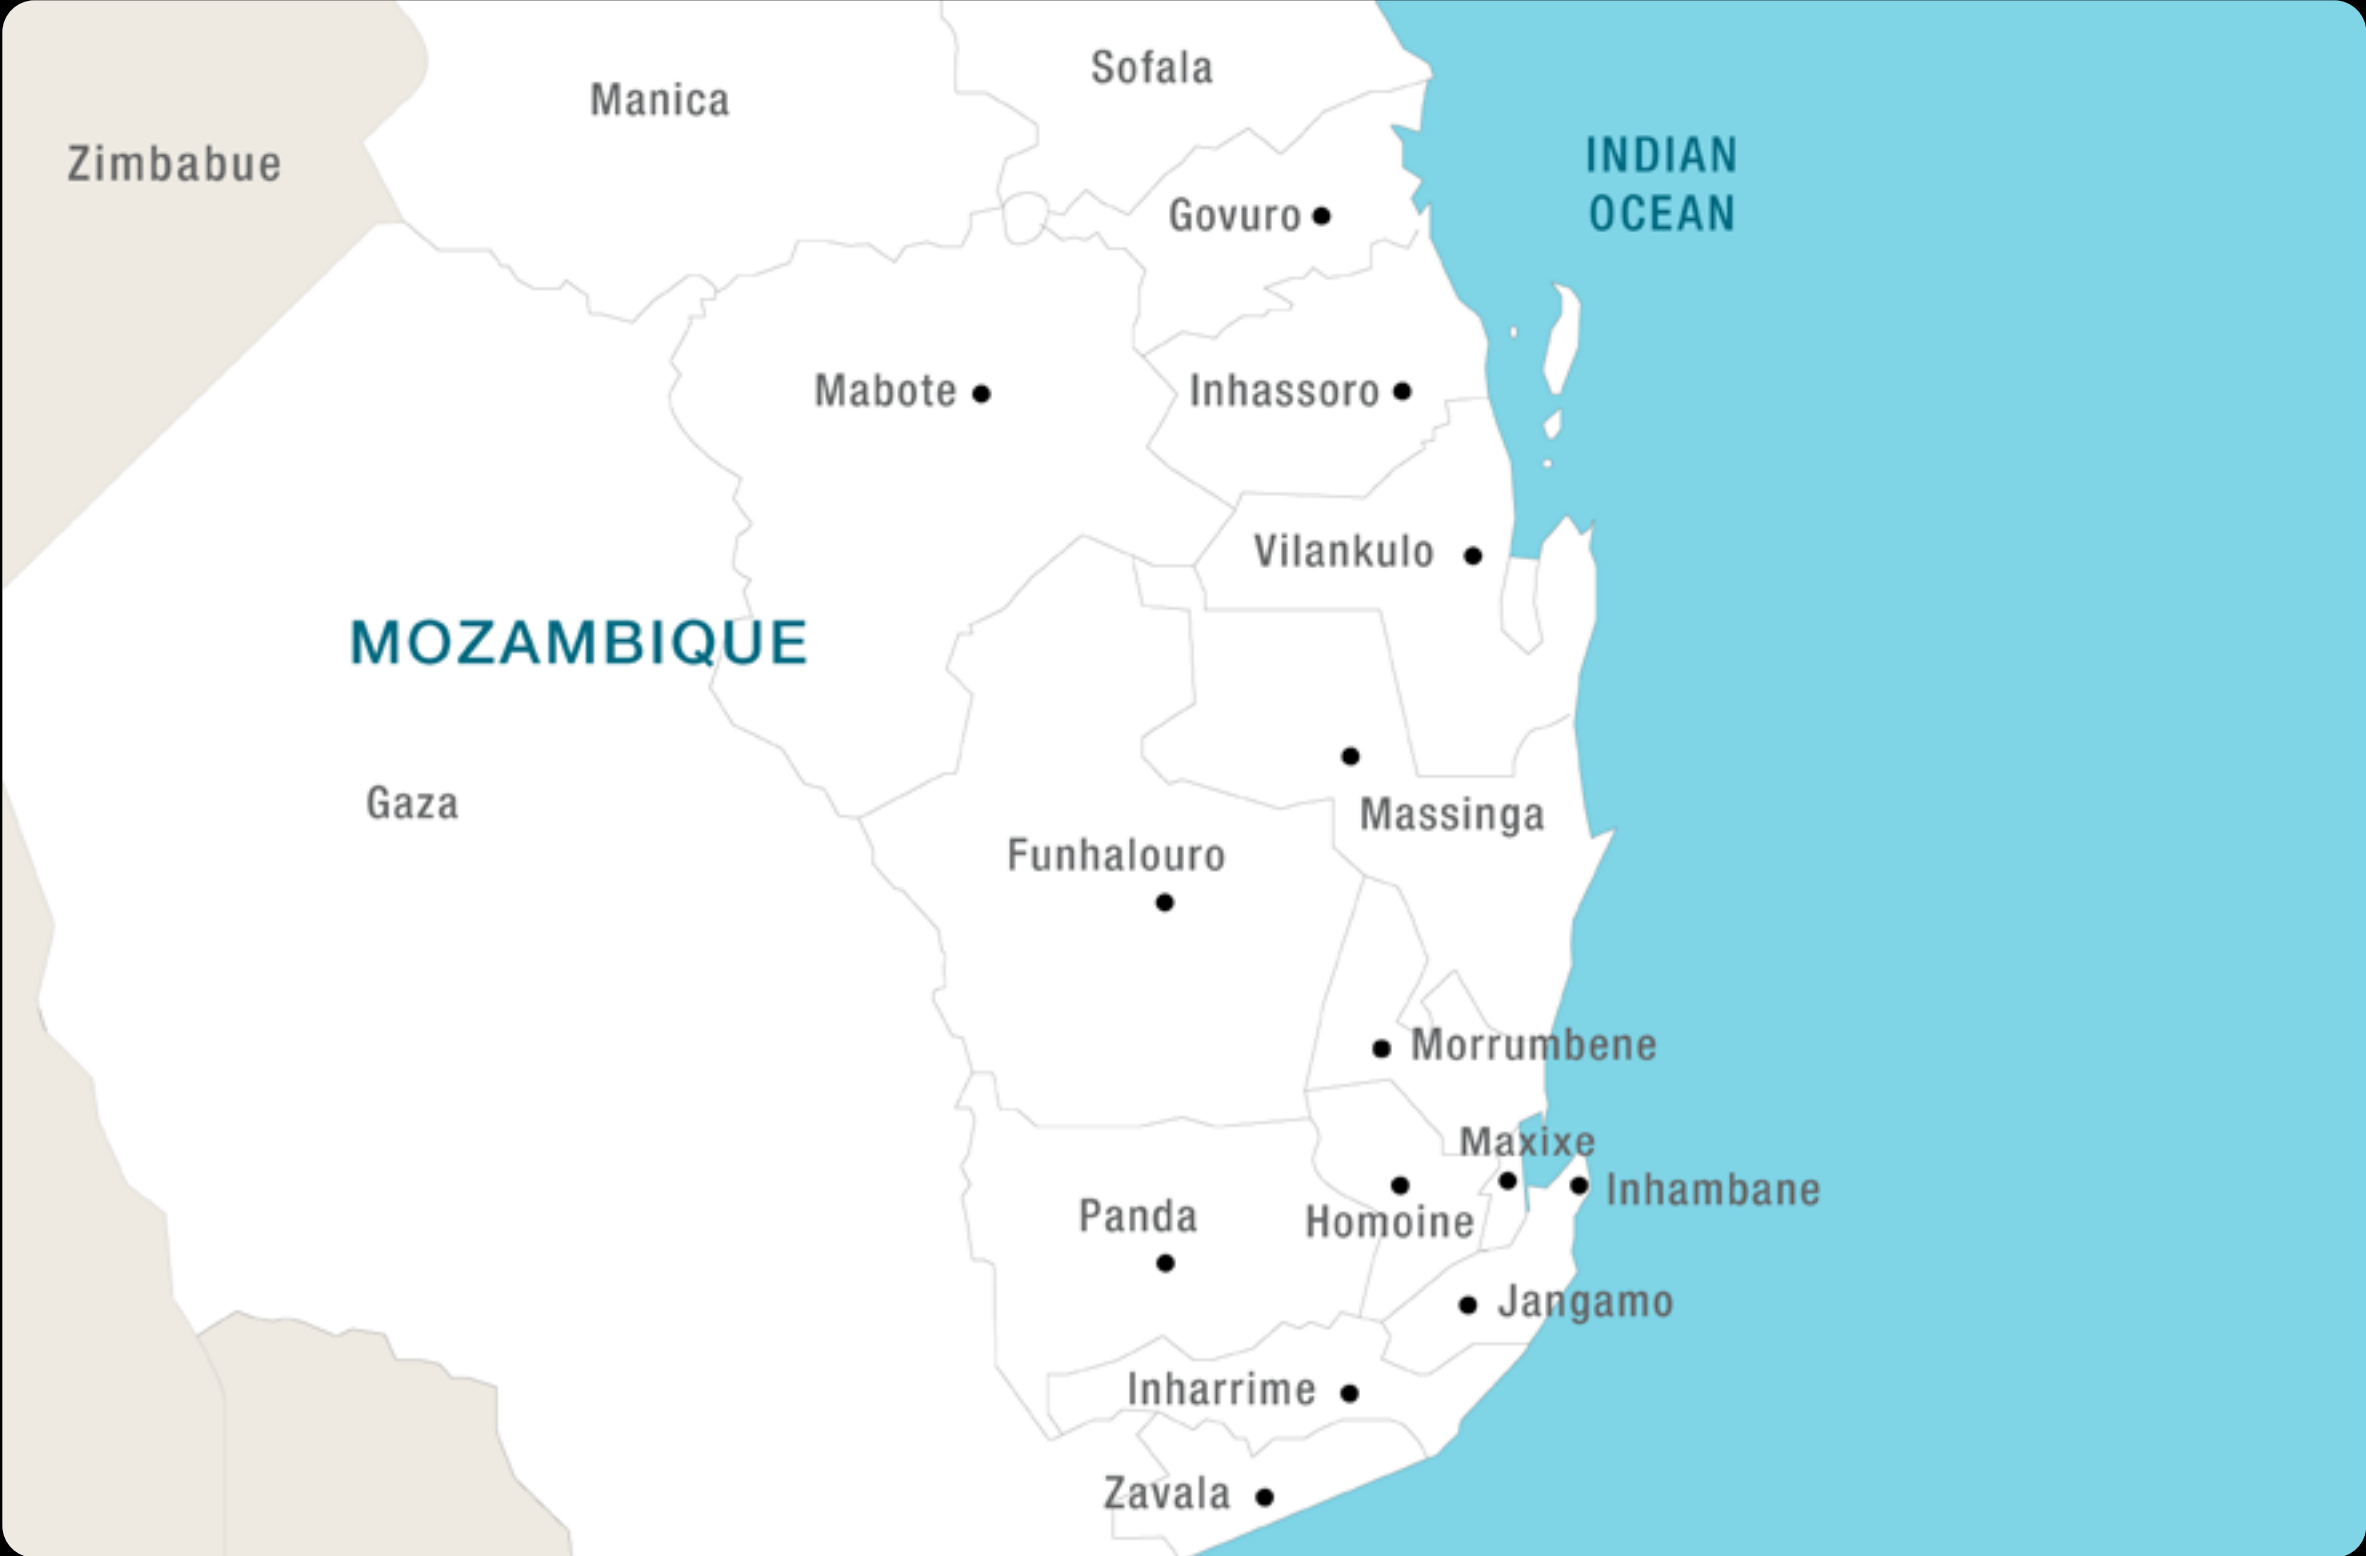 Sofala
Manica
Zimbabue
INDIAN
OCEAN
Govuro
Mabote
Inhassoro
Vilankulo
MOZAMBIQUE
Gaza
Massinga
Funhalouro
Morrumbene
Maxixe
Inhambane
Panda
Homoine
Jangamo
Inharrime
Zavala